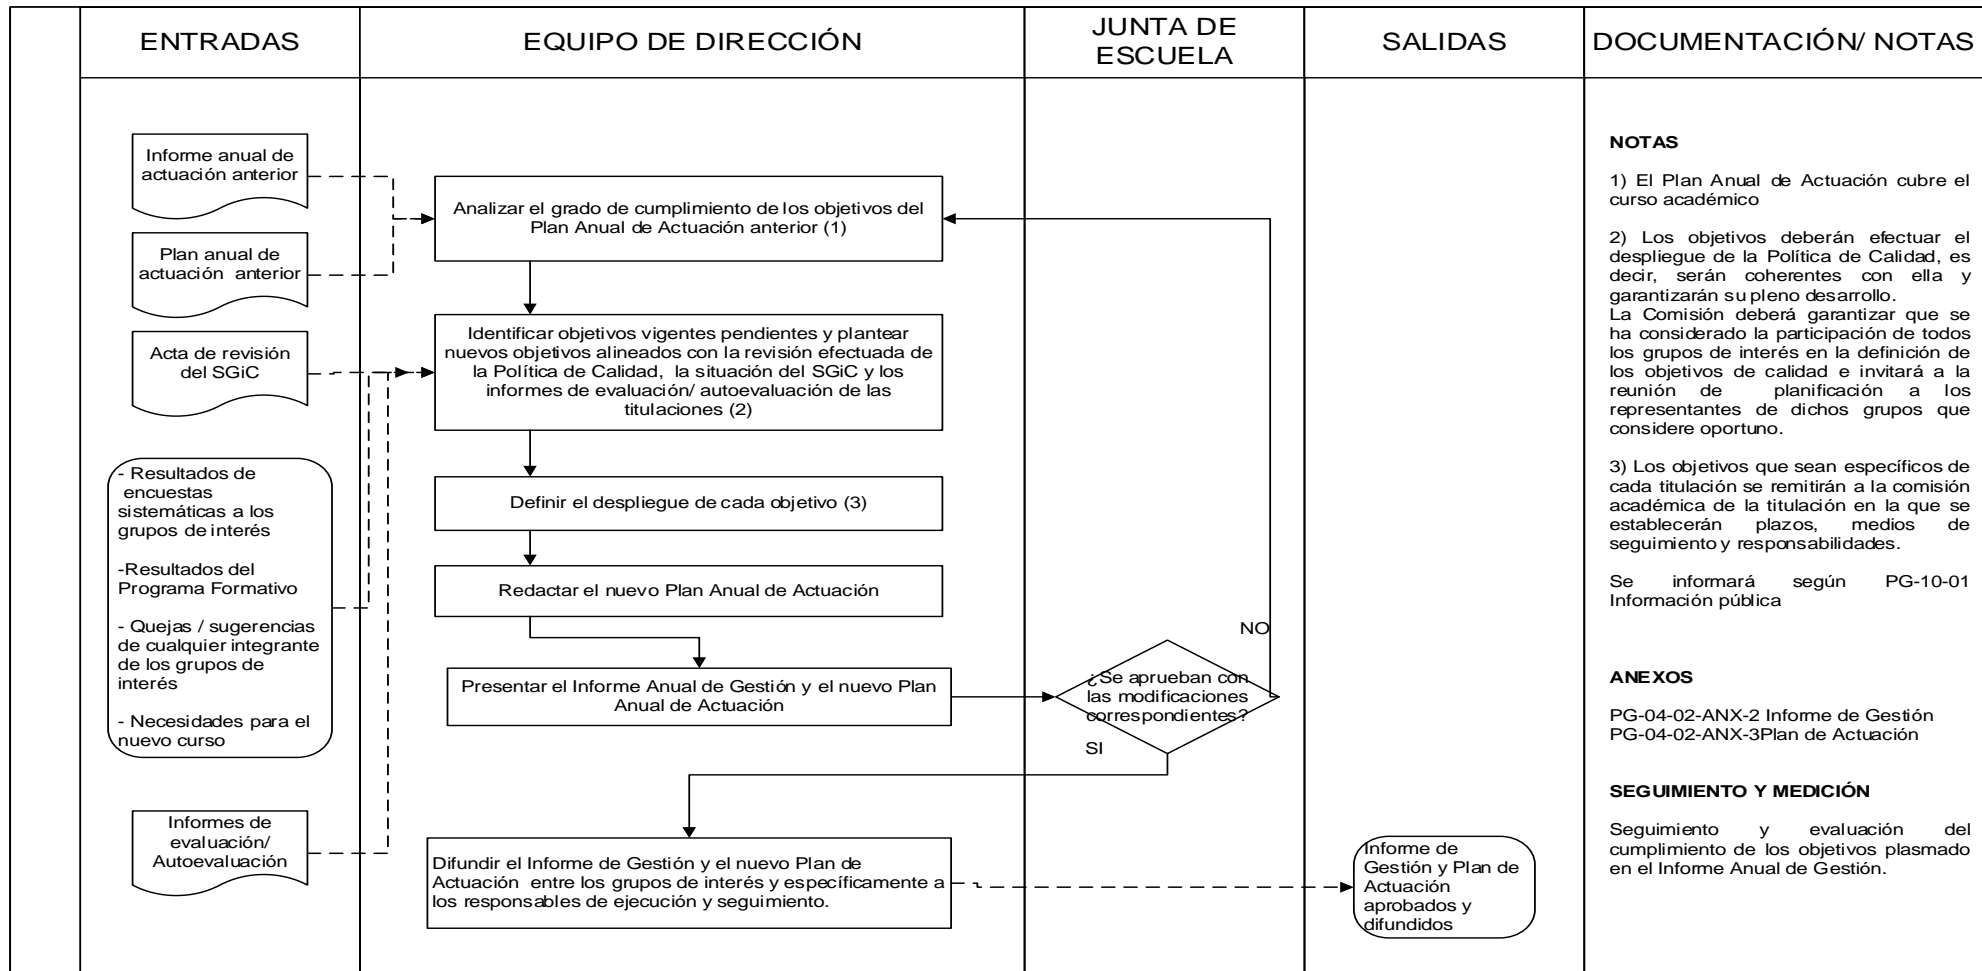 ENTRADAS
EQUIPO DE DIRECCIÓN
JUNTA DE
ESCUELA
SALIDAS
DOCUMENTACIÓN/ NOTAS
Informe anual de
actuación anterior
Plan anual de
actuación anterior
Acta de revisión
del SGiC
- Resultados de
encuestas
sistemáticas a los
grupos de interés
-Resultados del
Programa Formativo
- Quejas / sugerencias
de cualquier integrante
de los grupos de
interés
- Necesidades para el
nuevo curso
Informes de
evaluación/
Autoevaluación
Analizar el grado de cumplimiento de los objetivos del
Plan Anual de Actuación anterior (1)
Identificar objetivos vigentes pendientes y plantear
nuevos objetivos alineados con la revisión efectuada de
la Política de Calidad, la situación del SGiC y los
informes de evaluación/ autoevaluación de las
titulaciones (2)
Definir el despliegue de cada objetivo (3)
Redactar el nuevo Plan Anual de Actuación
Presentar el Informe Anual de Gestión y el nuevo Plan
Anual de Actuación
Difundir el Informe de Gestión y el nuevo Plan de
Actuación entre los grupos de interés y específicamente a
los responsables de ejecución y seguimiento.
NO
¿Se aprueban con
las modificaciones
correspondientes?
SI
Informe de
Gestión y Plan de
Actuación
aprobados y
difundidos
NOTAS
1) El Plan Anual de Actuación cubre el
curso académico
2) Los objetivos deberán efectuar el
despliegue de la Política de Calidad, es
decir, serán coherentes con ella y
garantizarán su pleno desarrollo.
La Comisión deberá garantizar que se
ha considerado la participación de todos
los grupos de interés en la definición de
los objetivos de calidad e invitará a la
reunión de planificación a los
representantes de dichos grupos que
considere oportuno.
3) Los objetivos que sean específicos de
cada titulación se remitirán a la comisión
académica de la titulación en la que se
establecerán plazos, medios de
seguimiento y responsabilidades.
Se informará según PG-10-01
Información pública
ANEXOS
PG-04-02-ANX-2 Informe de Gestión
PG-04-02-ANX-3Plan de Actuación
SEGUIMIENTO Y MEDICIÓN
Seguimiento y evaluación del
cumplimiento de los objetivos plasmado
en el Informe Anual de Gestión.